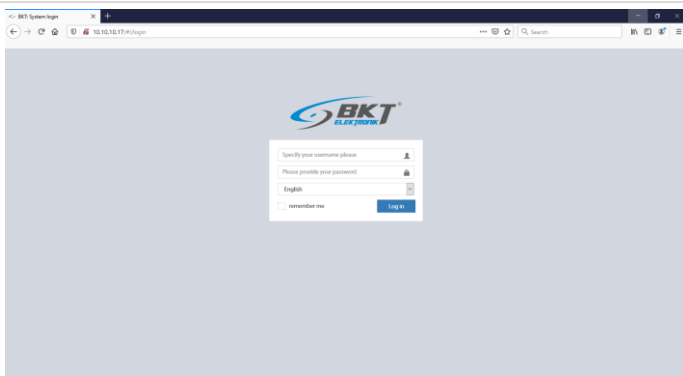 BKT: System login
10.10.10.17/#/login
Search
BKT
ELEKTRONIK
Specify your username please
Please provide your password
English
remember me
Log in